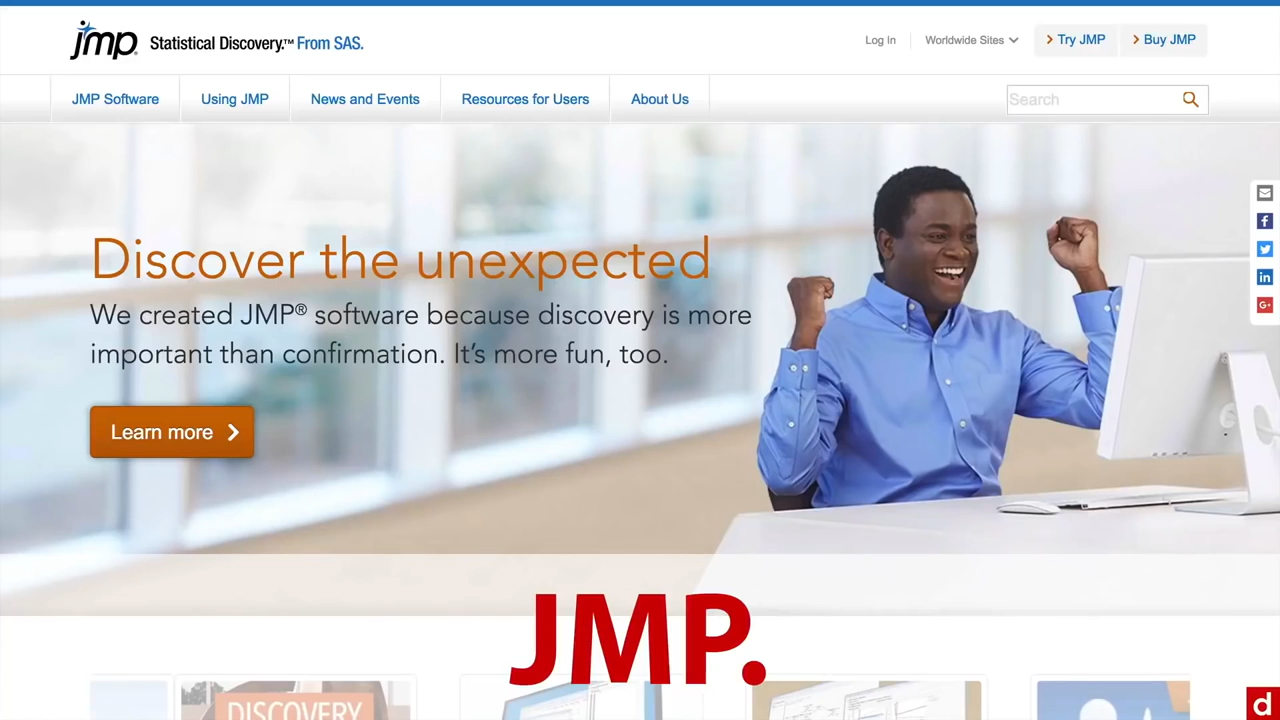 jmp Statistical Discovery.™ From SAS.
Log In
Worldwide Sites
Try JMP
Buy JMP
JMP Software
Using JMP
News and Events
Resources for Users
About Us
Search
Discover the unexpected
We created JMP® software because discovery is more
important than confirmation. It's more fun, too.
Learn more
f
in
G+
JMP.
DISCOVERY
d